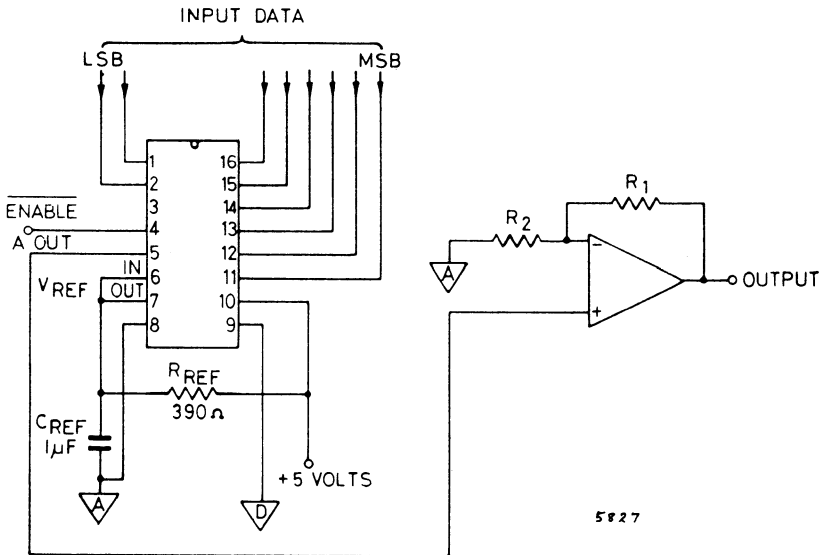 INPUT DATA
LSB MSB
1 16
2 15
3 14
ENABLE 4 13
A OUT 5 12
IN 6 11
VREF OUT 7 10
8 9
RREF
390Ω
CREF
1µF
A
D
+5 VOLTS
R1
R2
A
−
+
OUTPUT
5827